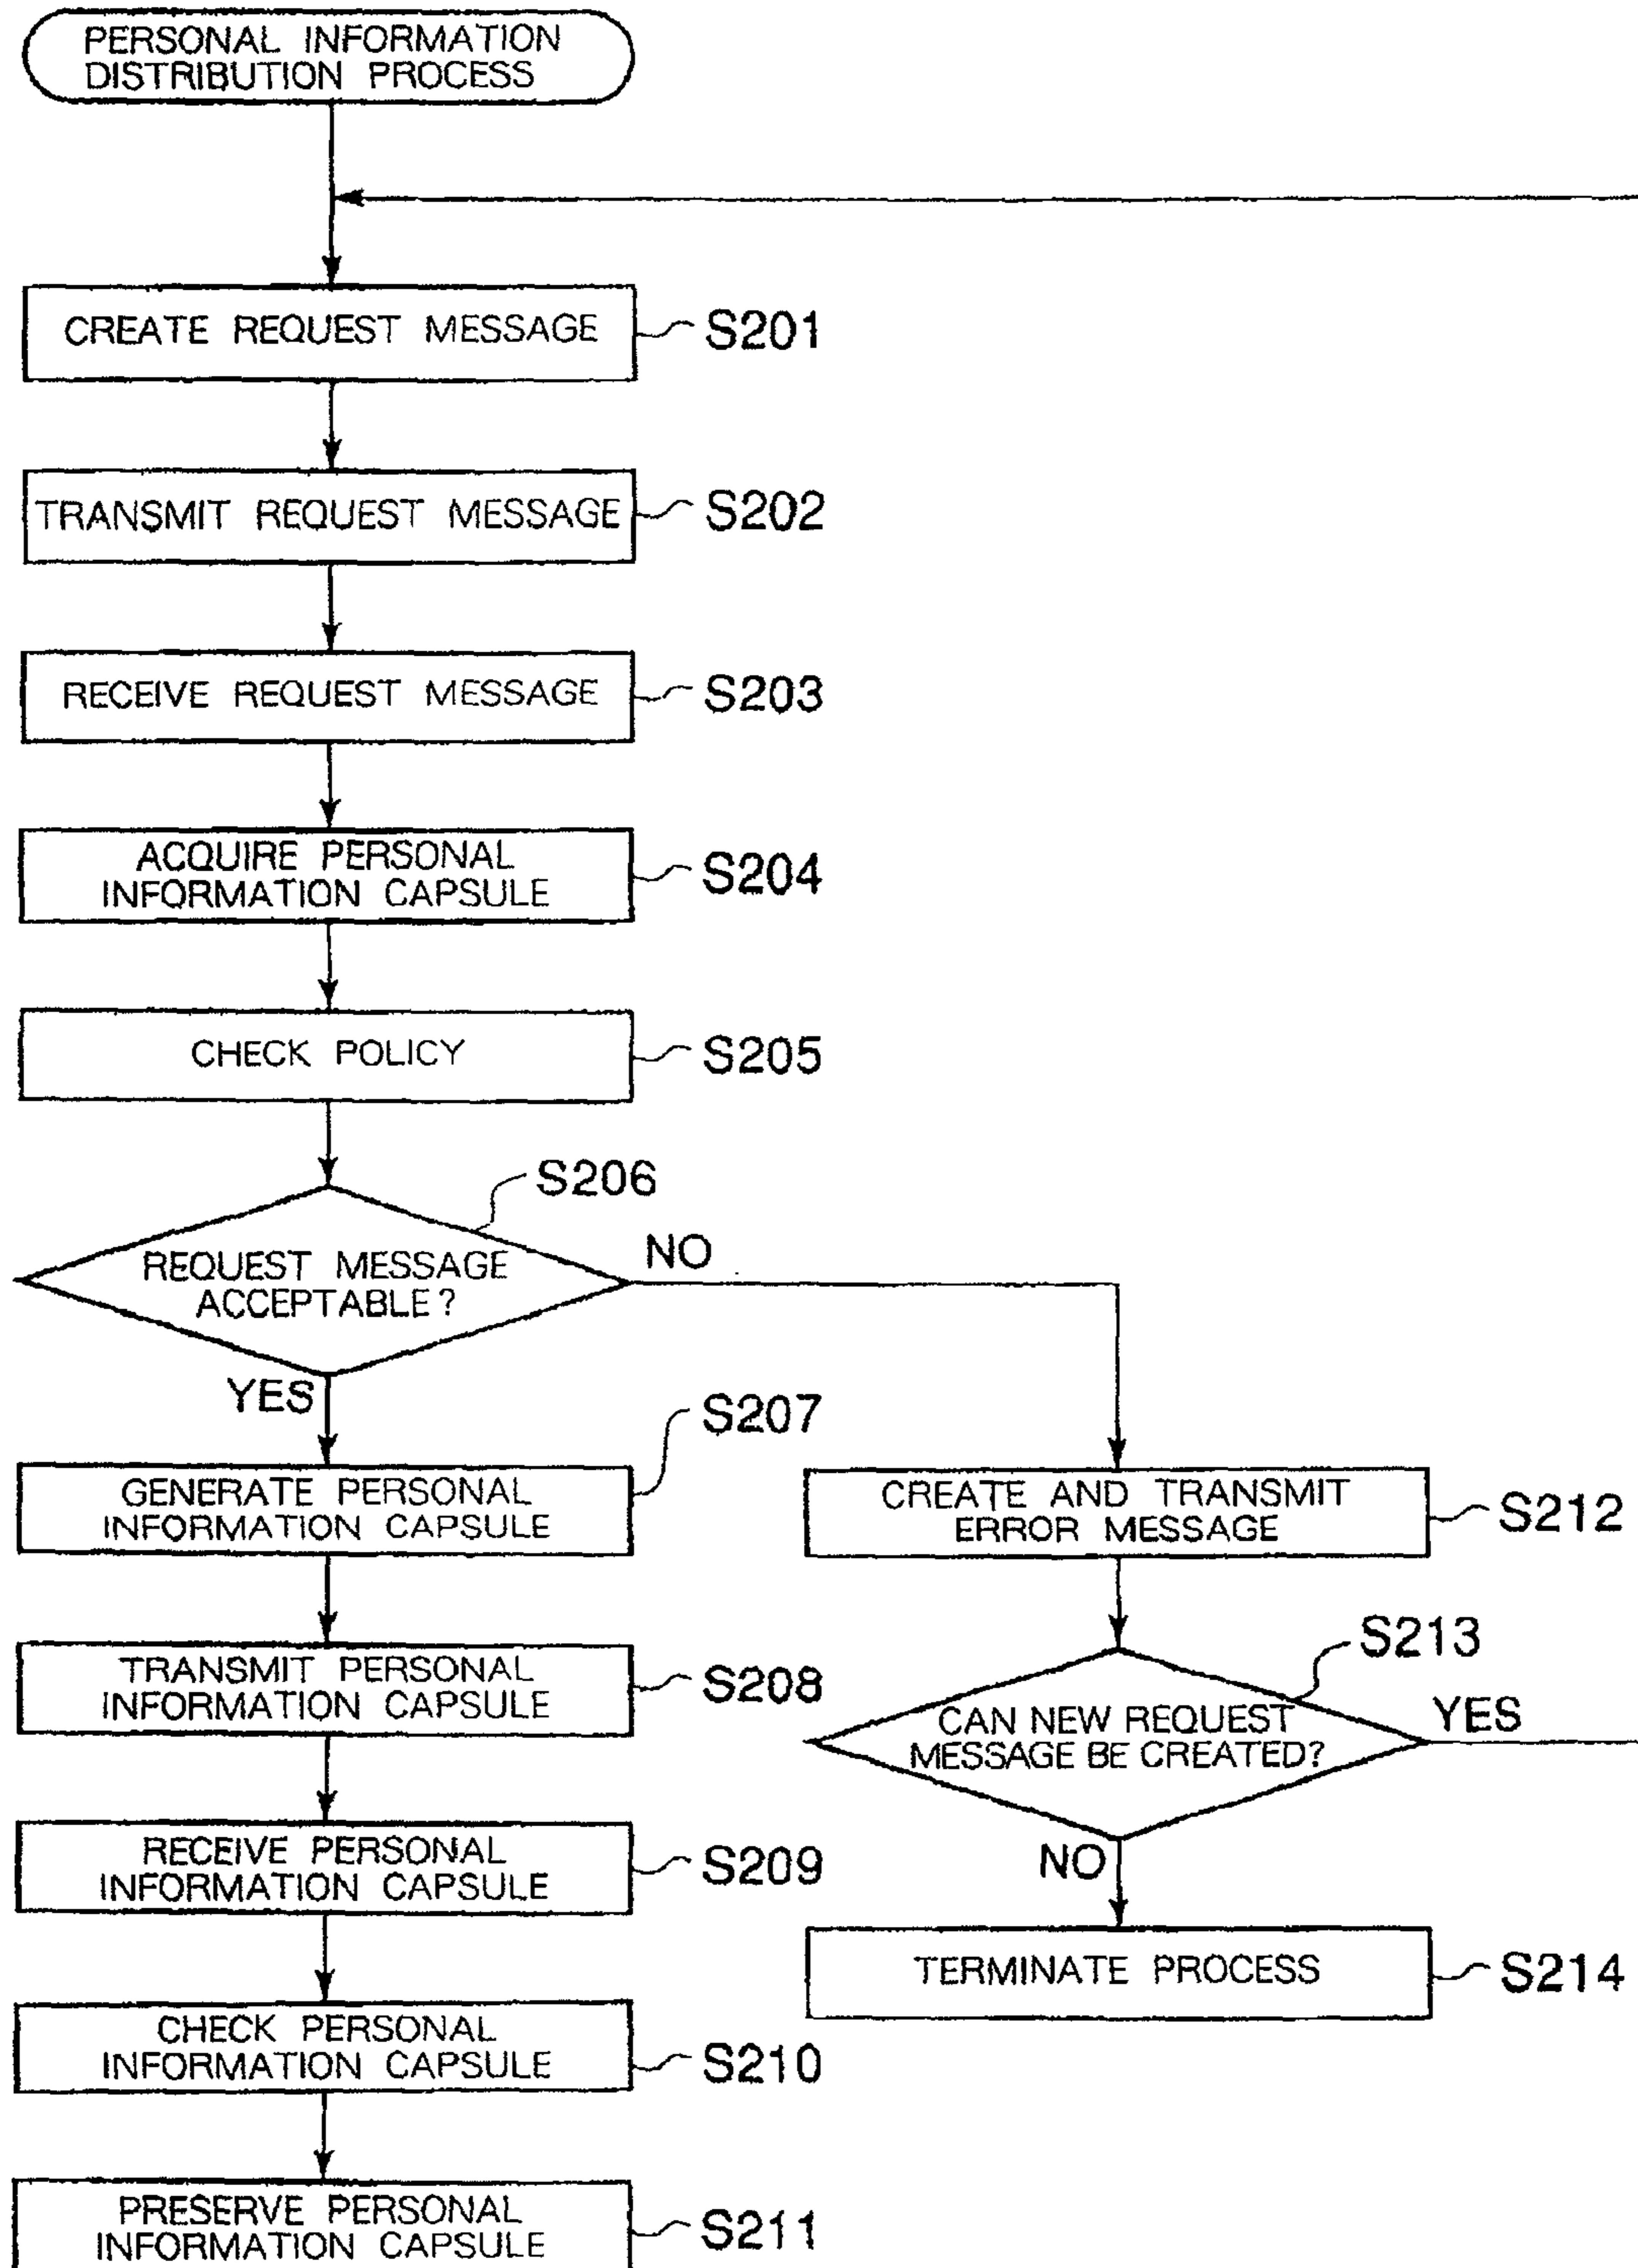 PERSONAL INFORMATION
DISTRIBUTION PROCESS
CREATE REQUEST MESSAGE
S201
TRANSMIT REQUEST MESSAGE
S202
RECEIVE REQUEST MESSAGE
S203
ACQUIRE PERSONAL
INFORMATION CAPSULE
S204
CHECK POLICY
S205
S206
REQUEST MESSAGE
ACCEPTABLE?
NO
YES
S207
GENERATE PERSONAL
INFORMATION CAPSULE
CREATE AND TRANSMIT
ERROR MESSAGE
S212
TRANSMIT PERSONAL
INFORMATION CAPSULE
S208
S213
CAN NEW REQUEST
MESSAGE BE CREATED?
YES
NO
RECEIVE PERSONAL
INFORMATION CAPSULE
S209
TERMINATE PROCESS
S214
CHECK PERSONAL
INFORMATION CAPSULE
S210
PRESERVE PERSONAL
INFORMATION CAPSULE
S211